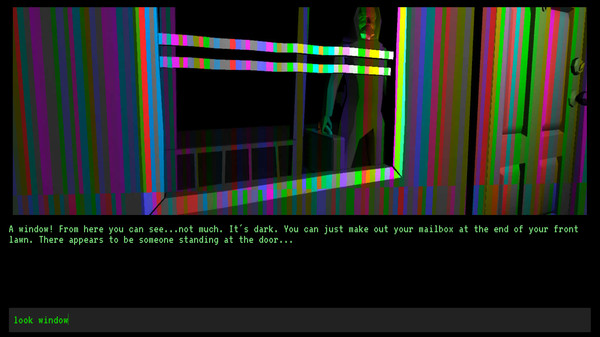 A window! From here you can see...not much. It's dark. You can just make out your mailbox at the end of your front
lawn. There appears to be someone standing at the door...
look window